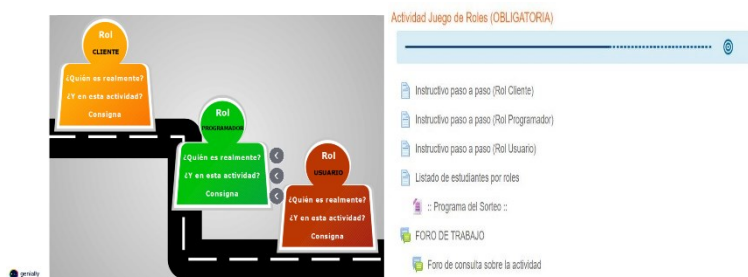 Rol
CLIENTE
¿Quién es realmente?
¿Y en esta actividad?
Consigna
Rol
PROGRAMADOR
¿Quién es realmente?
¿Y en esta actividad?
Consigna
Rol
USUARIO
¿Quién es realmente?
¿Y en esta actividad?
Consigna
genially
Actividad Juego de Roles (OBLIGATORIA)
Instructivo paso a paso (Rol Cliente)
Instructivo paso a paso (Rol Programador)
Instructivo paso a paso (Rol Usuario)
Listado de estudiantes por roles
:: Programa del Sorteo ::
FORO DE TRABAJO
Foro de consulta sobre la actividad